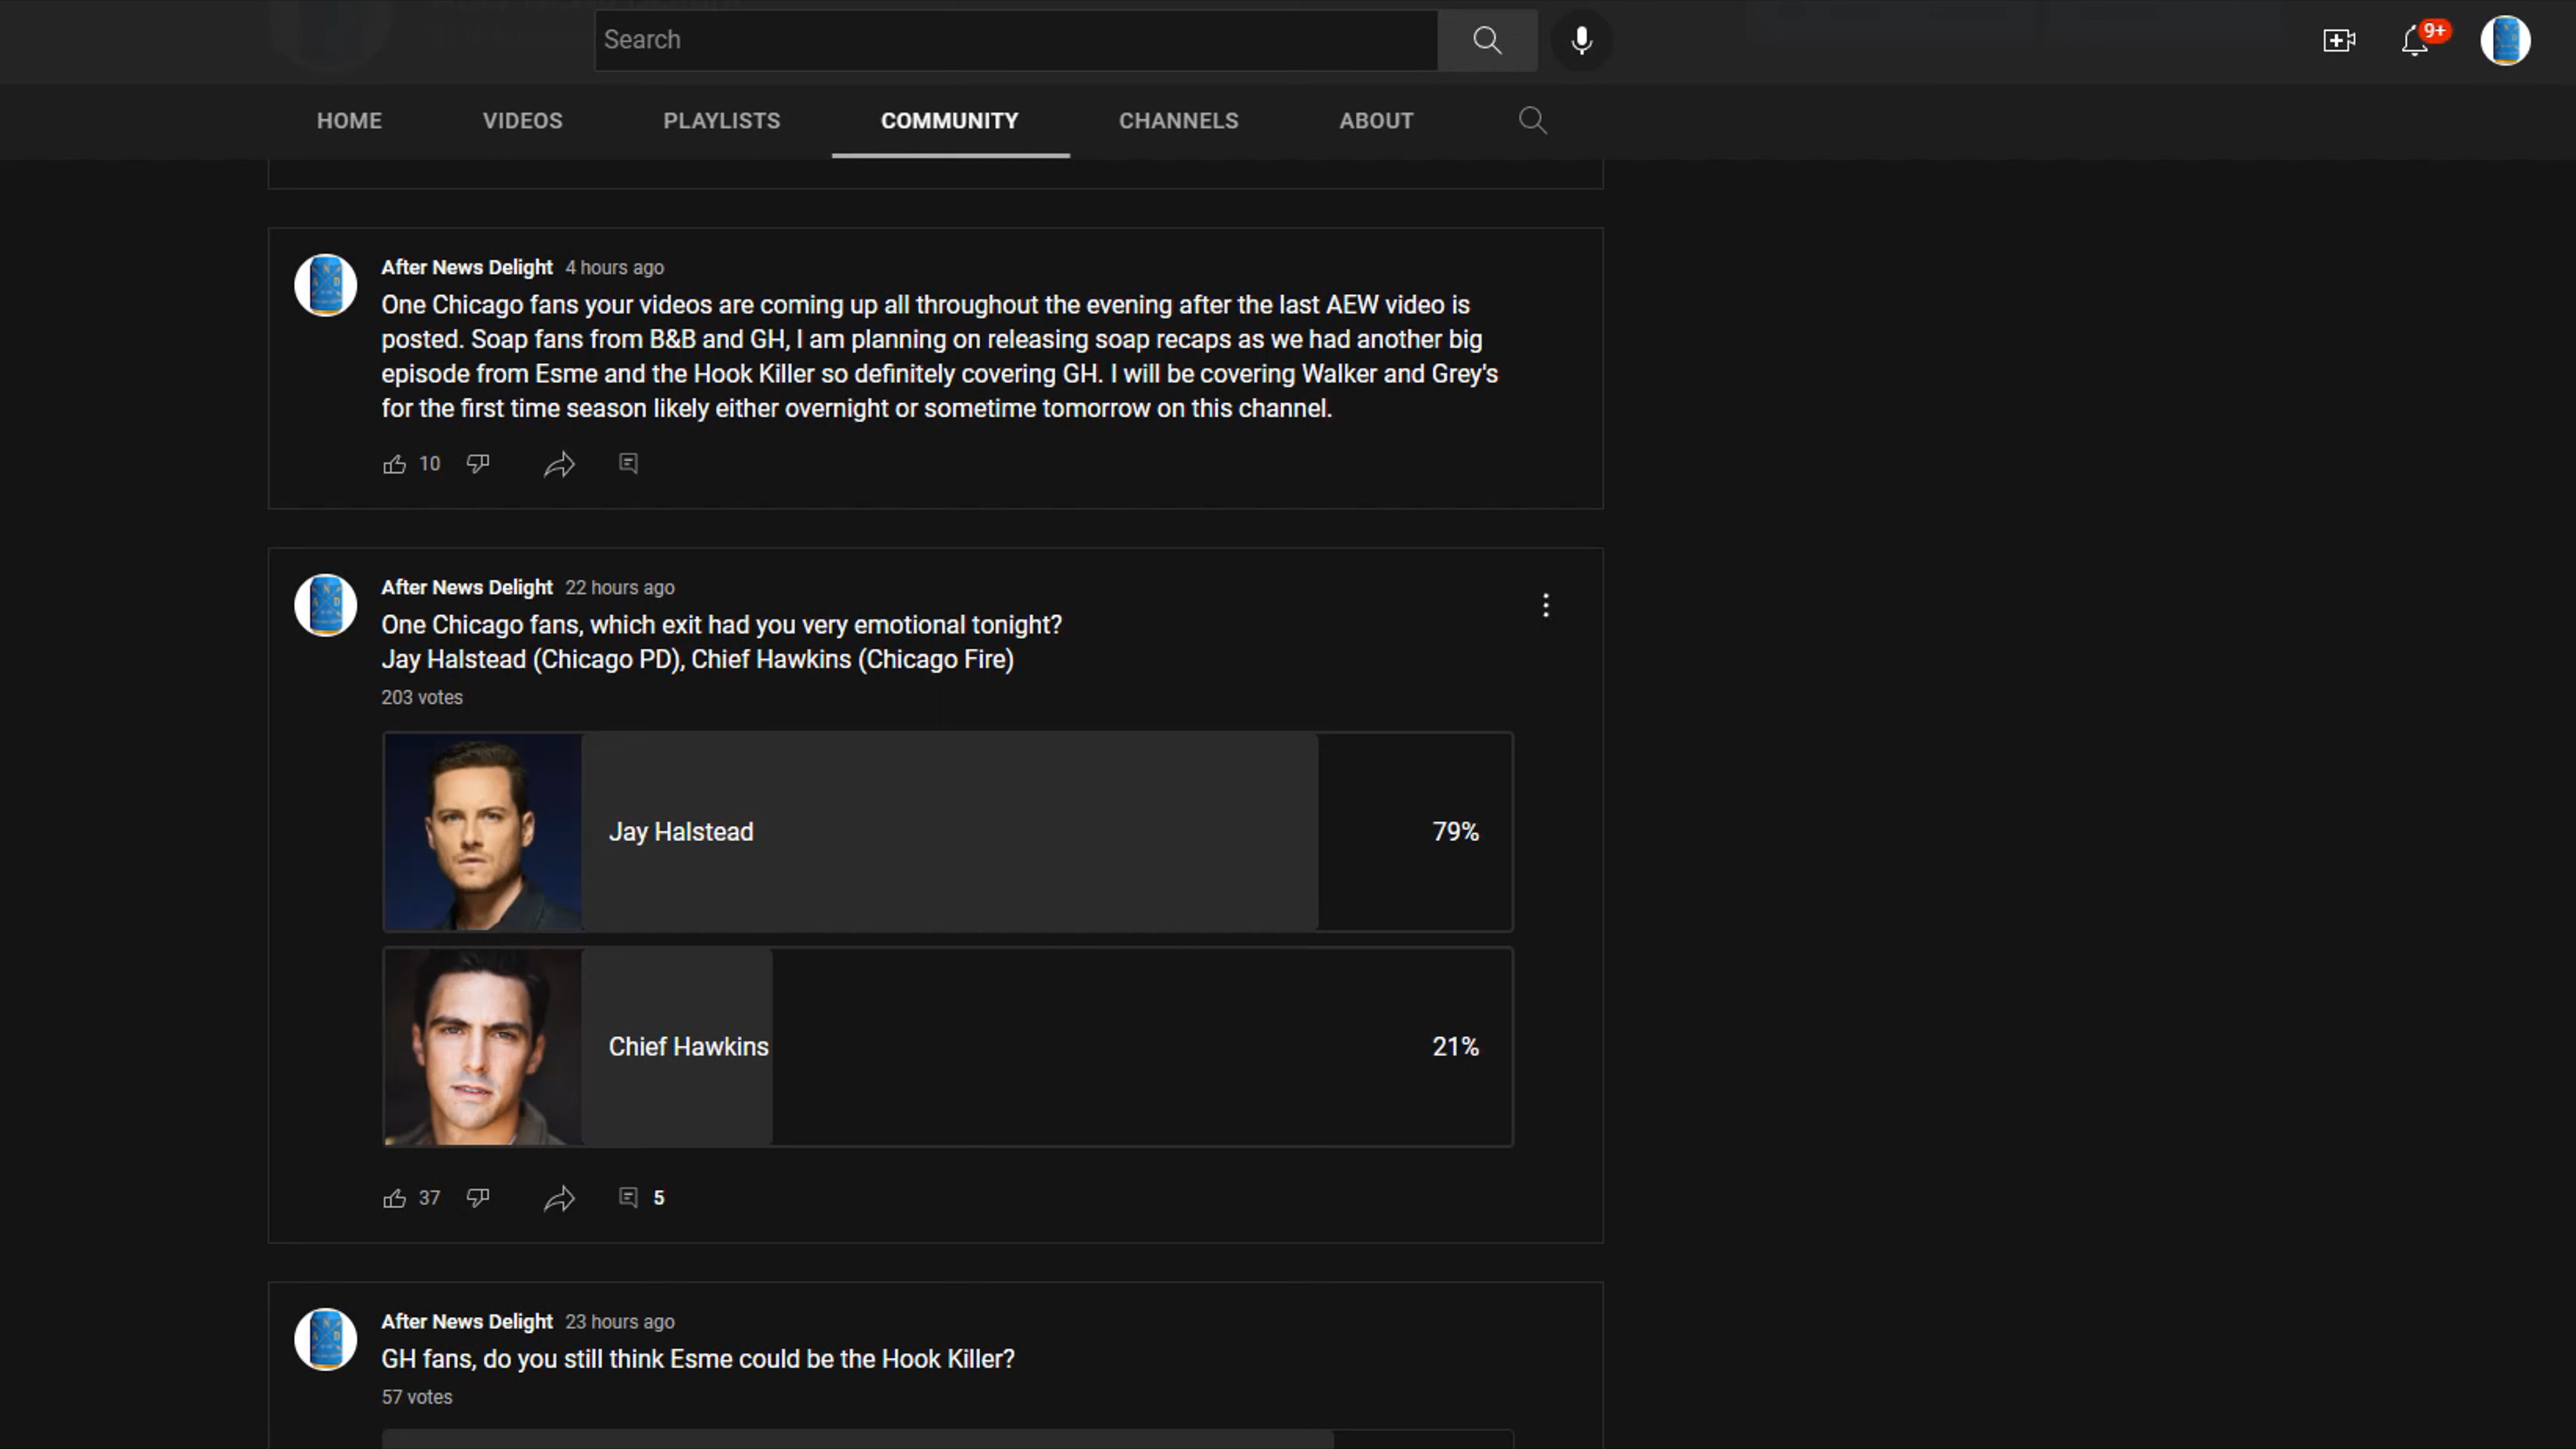 Search
9+
HOME
VIDEOS
PLAYLISTS
COMMUNITY
CHANNELS
ABOUT
After News Delight 4 hours ago
One Chicago fans your videos are coming up all throughout the evening after the last AEW video is
posted. Soap fans from B&B and GH, I am planning on releasing soap recaps as we had another big
episode from Esme and the Hook Killer so definitely covering GH. I will be covering Walker and Grey's
for the first time season likely either overnight or sometime tomorrow on this channel.
10
After News Delight 22 hours ago
One Chicago fans, which exit had you very emotional tonight?
Jay Halstead (Chicago PD), Chief Hawkins (Chicago Fire)
203 votes
Jay Halstead 79%
Chief Hawkins 21%
37 5
After News Delight 23 hours ago
GH fans, do you still think Esme could be the Hook Killer?
57 votes